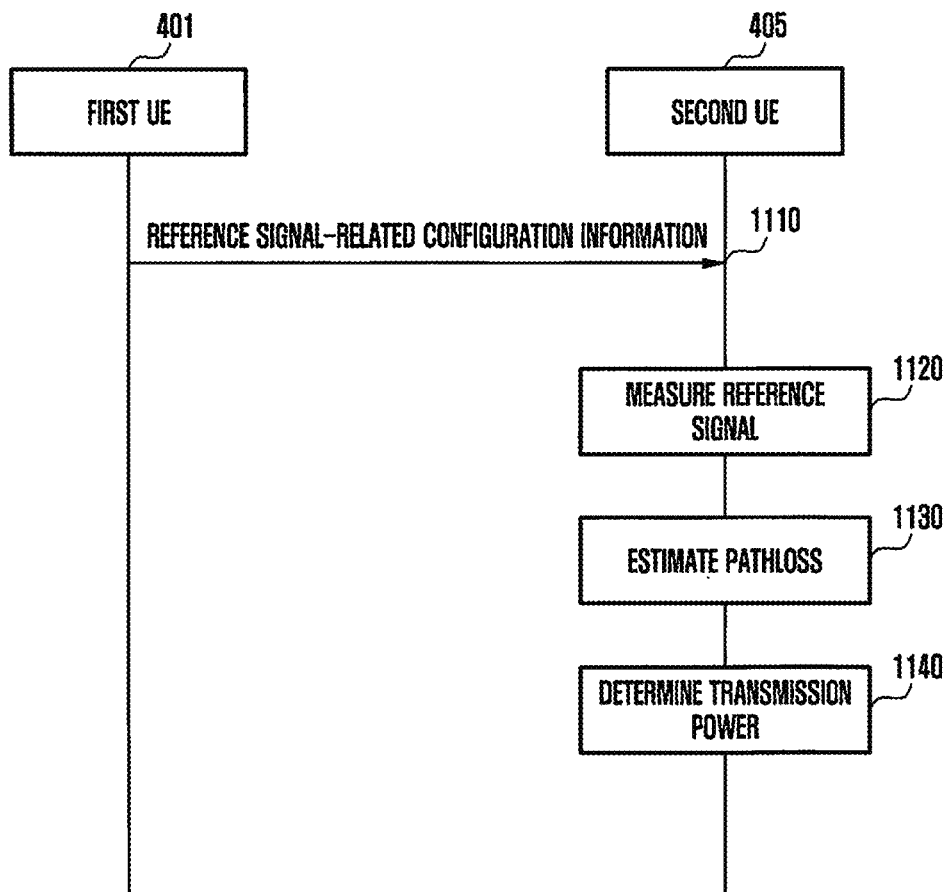 401
405
FIRST UE
SECOND UE
REFERENCE SIGNAL-RELATED CONFIGURATION INFORMATION
1110
1120
MEASURE REFERENCE
SIGNAL
1130
ESTIMATE PATHLOSS
1140
DETERMINE TRANSMISSION
POWER